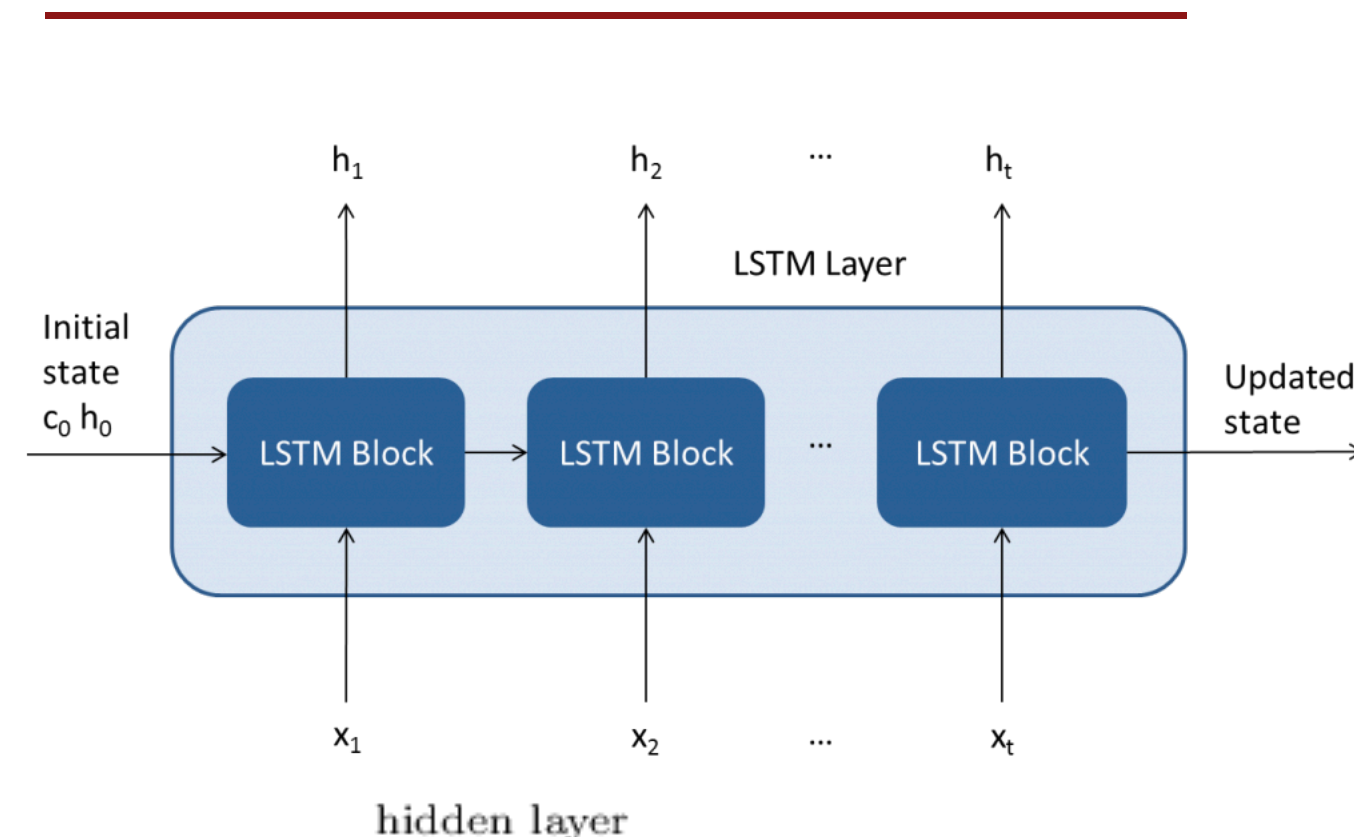 h₁ h₂ ... hₜ
LSTM Layer
Initial
state
c₀ h₀
Updated
state
LSTM Block LSTM Block ... LSTM Block
x₁ x₂ ... xₜ
hidden layer